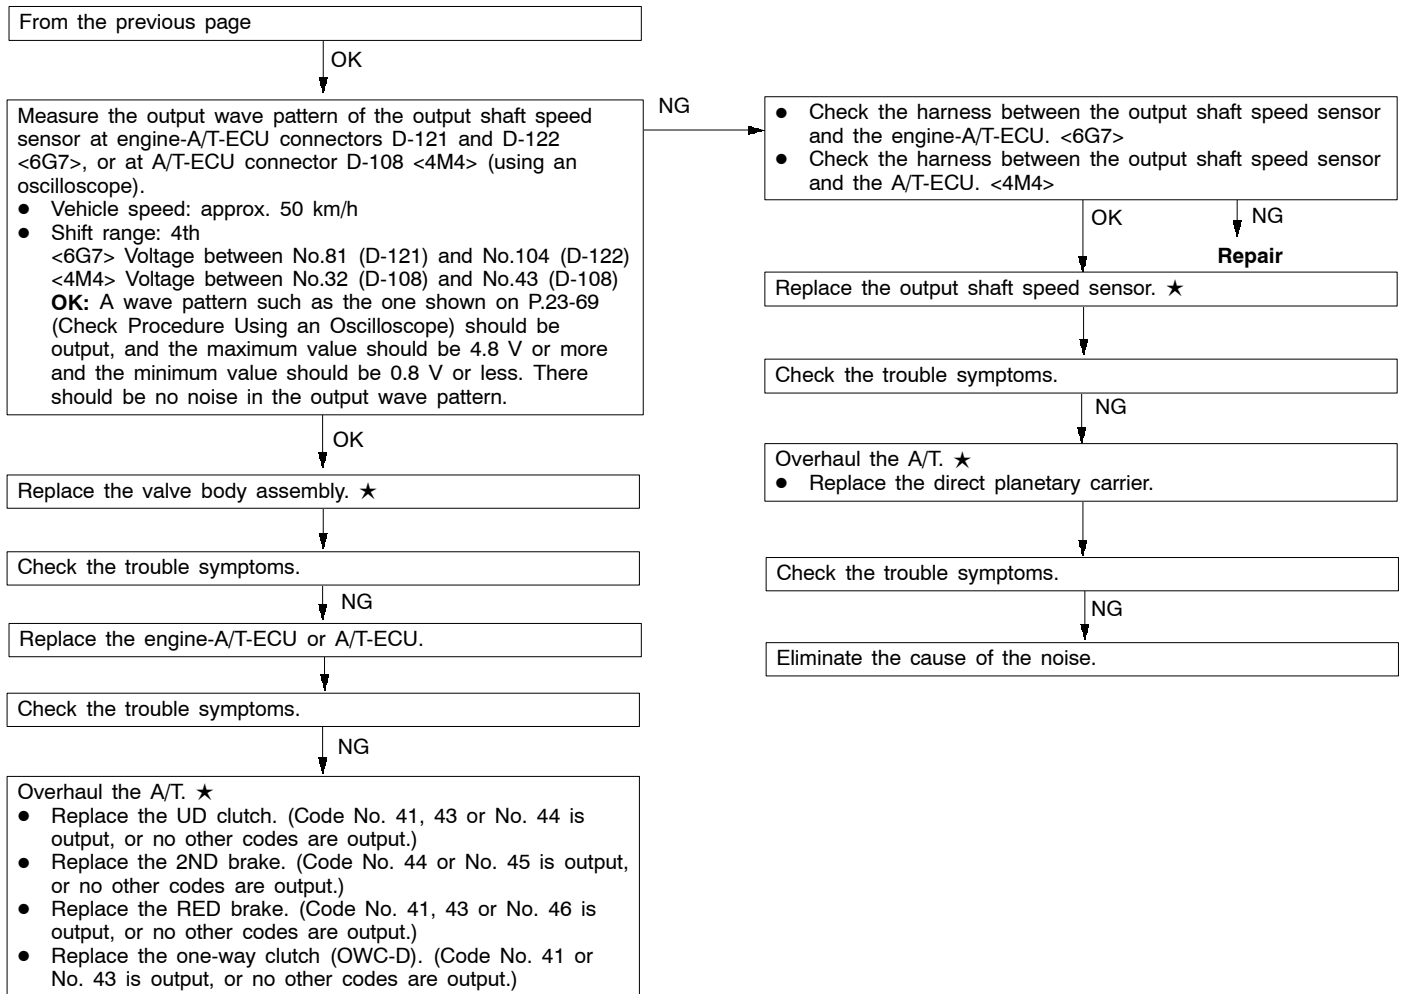 From the previous page
OK
Measure the output wave pattern of the output shaft speed
sensor at engine-A/T-ECU connectors D-121 and D-122
<6G7>, or at A/T-ECU connector D-108 <4M4> (using an
oscilloscope).
● Vehicle speed: approx. 50 km/h
● Shift range: 4th
<6G7> Voltage between No.81 (D-121) and No.104 (D-122)
<4M4> Voltage between No.32 (D-108) and No.43 (D-108)
OK: A wave pattern such as the one shown on P.23-69
(Check Procedure Using an Oscilloscope) should be
output, and the maximum value should be 4.8 V or more
and the minimum value should be 0.8 V or less. There
should be no noise in the output wave pattern.
OK
Replace the valve body assembly. ★
Check the trouble symptoms.
NG
Replace the engine-A/T-ECU or A/T-ECU.
Check the trouble symptoms.
NG
Overhaul the A/T. ★
● Replace the UD clutch. (Code No. 41, 43 or No. 44 is
output, or no other codes are output.)
● Replace the 2ND brake. (Code No. 44 or No. 45 is output,
or no other codes are output.)
● Replace the RED brake. (Code No. 41, 43 or No. 46 is
output, or no other codes are output.)
● Replace the one-way clutch (OWC-D). (Code No. 41 or
No. 43 is output, or no other codes are output.)
NG
● Check the harness between the output shaft speed sensor
and the engine-A/T-ECU. <6G7>
● Check the harness between the output shaft speed sensor
and the A/T-ECU. <4M4>
OK
NG
Repair
Replace the output shaft speed sensor. ★
Check the trouble symptoms.
NG
Overhaul the A/T. ★
● Replace the direct planetary carrier.
Check the trouble symptoms.
NG
Eliminate the cause of the noise.